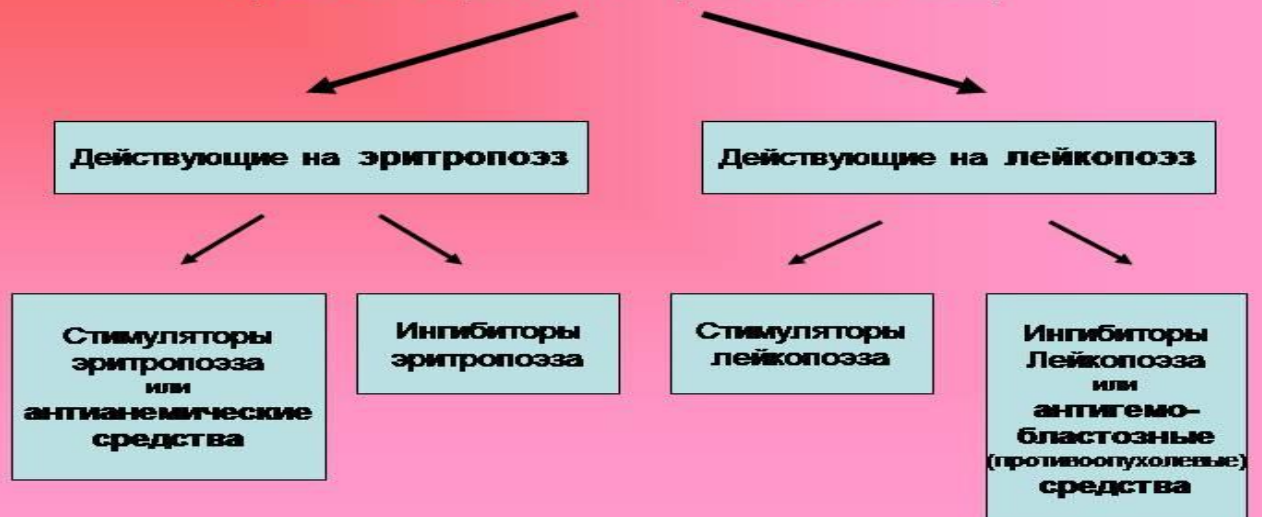 Действующие на эритропоэз
Действующие на лейкопоэз
Стимуляторы
эритропоэза
или
антианемические
средства
Ингибиторы
эритропоэза
Стимуляторы
лейкопоэза
Ингибиторы
Лейкопоэза
или
антигемо-
бластозные
(противоопухолевые)
средства